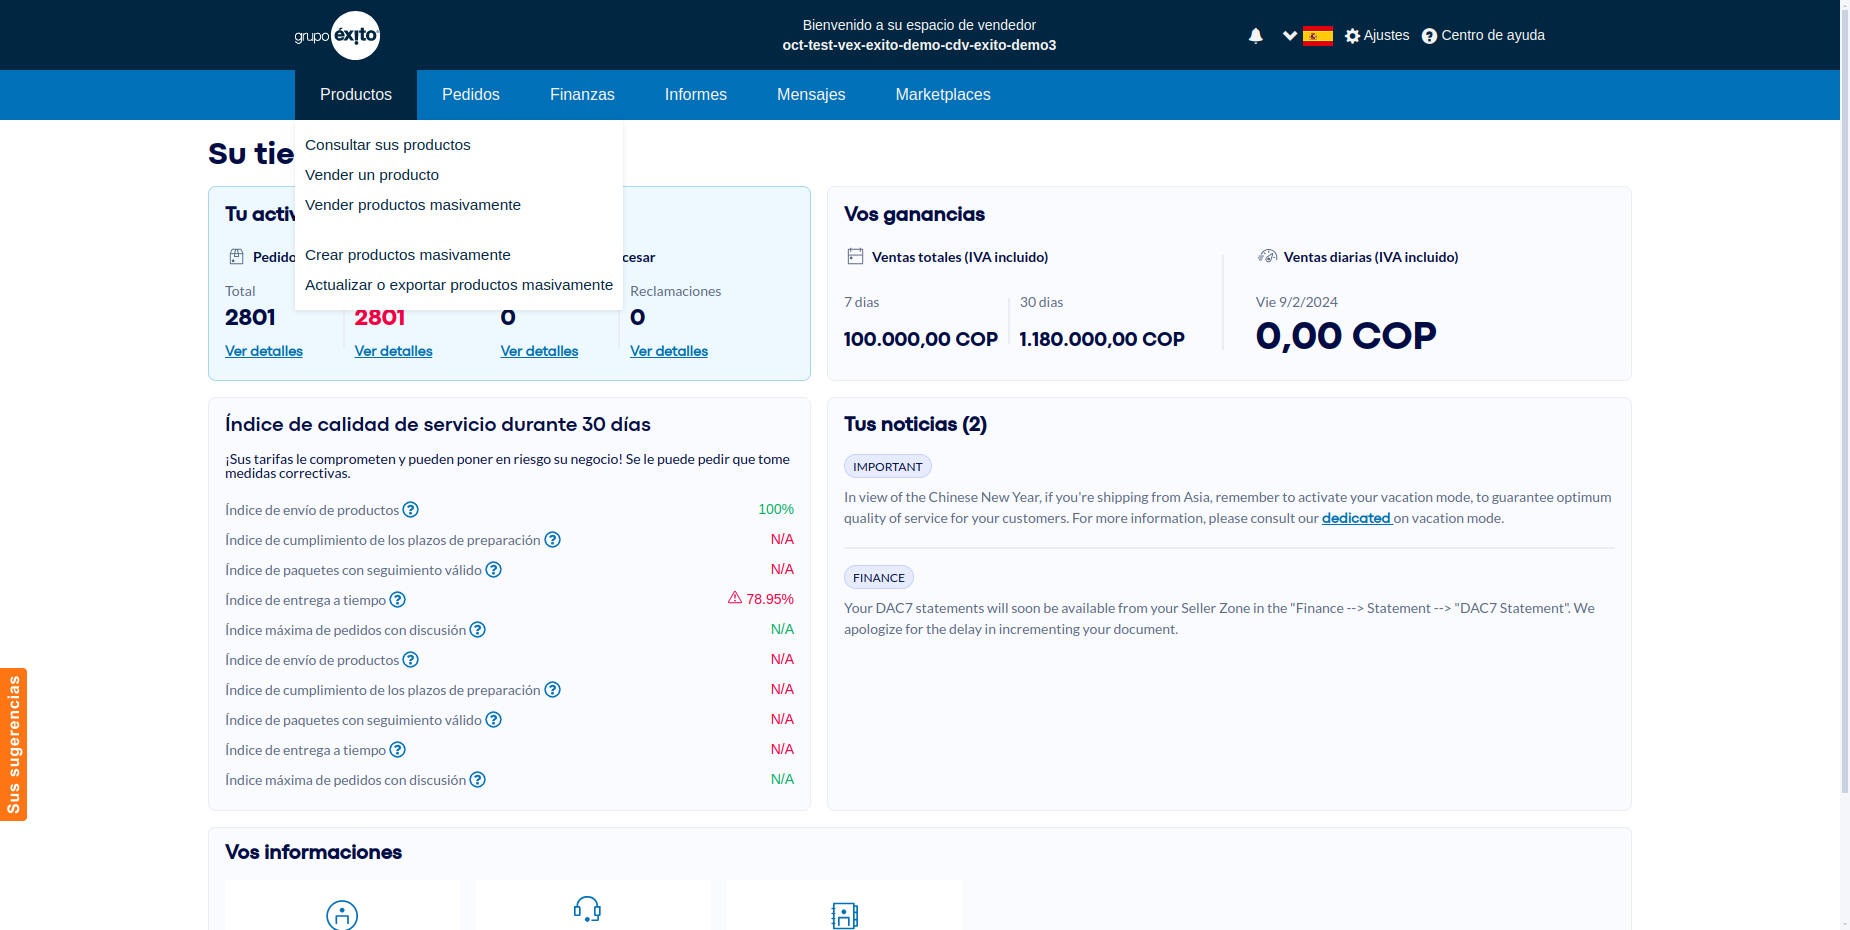 grupo éxito
Bienvenido a su espacio de vendedor
oct-test-vex-exito-demo-cdv-exito-demo3
Ajustes
Centro de ayuda
Productos
Pedidos
Finanzas
Informes
Mensajes
Marketplaces
Consultar sus productos
Vender un producto
Vender productos masivamente
Crear productos masivamente
Actualizar o exportar productos masivamente
Su tie
Tu activ
Pedido
cesar
Total
2801
Ver detalles
2801
Ver detalles
0
Ver detalles
Reclamaciones
0
Ver detalles
Vos ganancias
Ventas totales (IVA incluido)
7 dias
100.000,00 COP
30 dias
1.180.000,00 COP
Ventas diarias (IVA incluido)
Vie 9/2/2024
0,00 COP
Índice de calidad de servicio durante 30 días
¡Sus tarifas le comprometen y pueden poner en riesgo su negocio! Se le puede pedir que tome
medidas correctivas.
Índice de envío de productos ? 100%
Índice de cumplimiento de los plazos de preparación ? N/A
Índice de paquetes con seguimiento válido ? N/A
Índice de entrega a tiempo ? 78.95%
Índice máxima de pedidos con discusión ? N/A
Índice de envío de productos ? N/A
Índice de cumplimiento de los plazos de preparación ? N/A
Índice de paquetes con seguimiento válido ? N/A
Índice de entrega a tiempo ? N/A
Índice máxima de pedidos con discusión ? N/A
Tus noticias (2)
IMPORTANT
In view of the Chinese New Year, if you're shipping from Asia, remember to activate your vacation mode, to guarantee optimum
quality of service for your customers. For more information, please consult our dedicated on vacation mode.
FINANCE
Your DAC7 statements will soon be available from your Seller Zone in the "Finance --> Statement --> "DAC7 Statement". We
apologize for the delay in incrementing your document.
Sus sugerencias
Vos informaciones